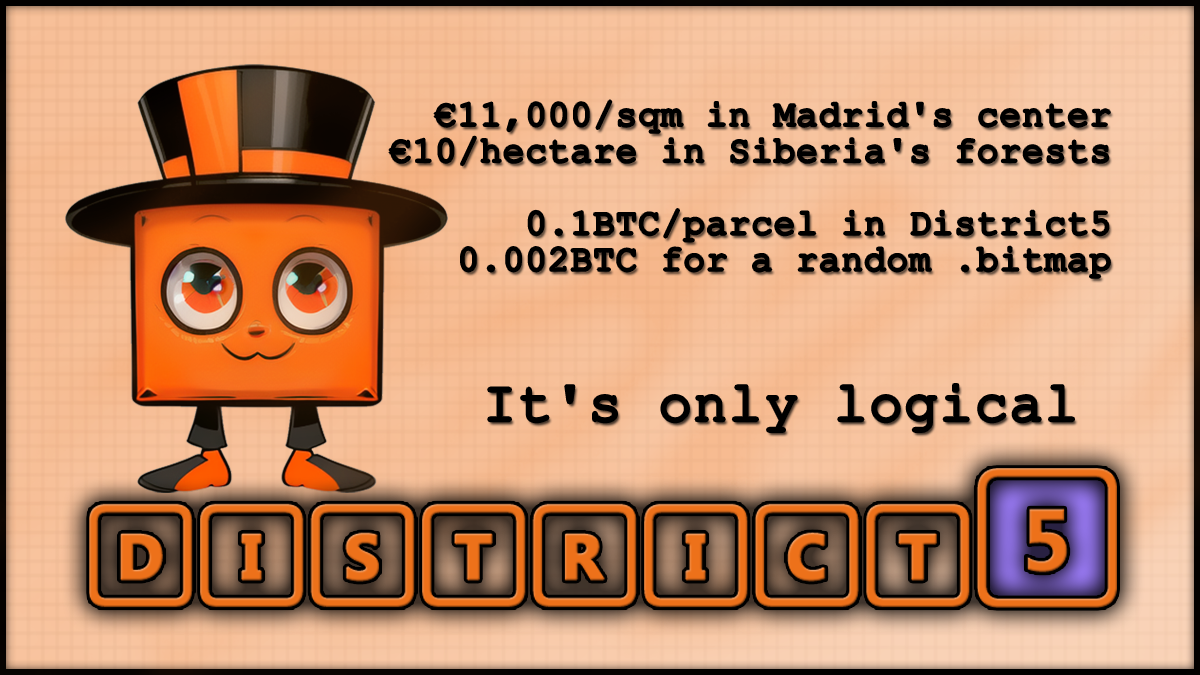 €11,000/sqm in Madrid's center
€10/hectare in Siberia's forests
0.1BTC/parcel in District5
0.002BTC for a random .bitmap
It's only logical
DISTRICT5